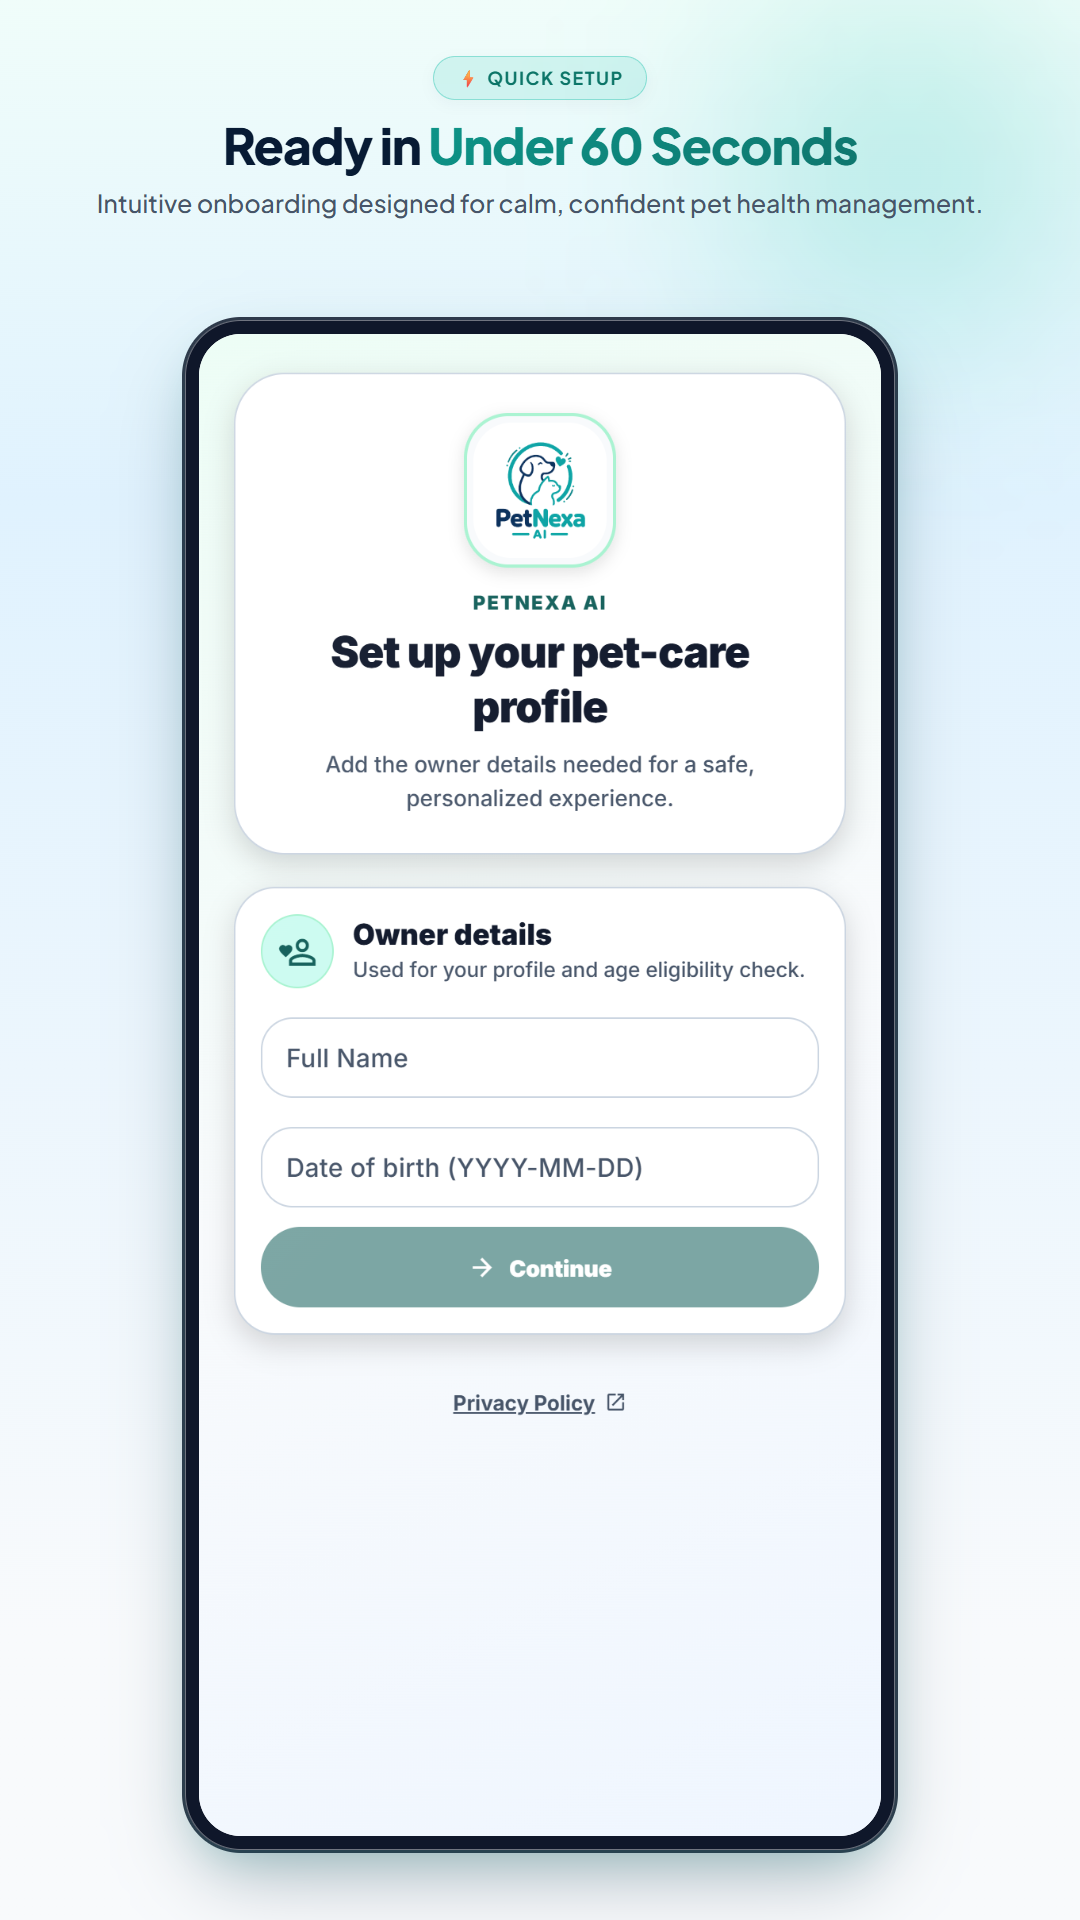 QUICK SETUP
Ready in Under 60 Seconds
Intuitive onboarding designed for calm, confident pet health management.
PetNexa
AI
PETNEXA AI
Set up your pet-care
profile
Add the owner details needed for a safe,
personalized experience.
Owner details
Used for your profile and age eligibility check.
Full Name
Date of birth (YYYY-MM-DD)
Continue
Privacy Policy